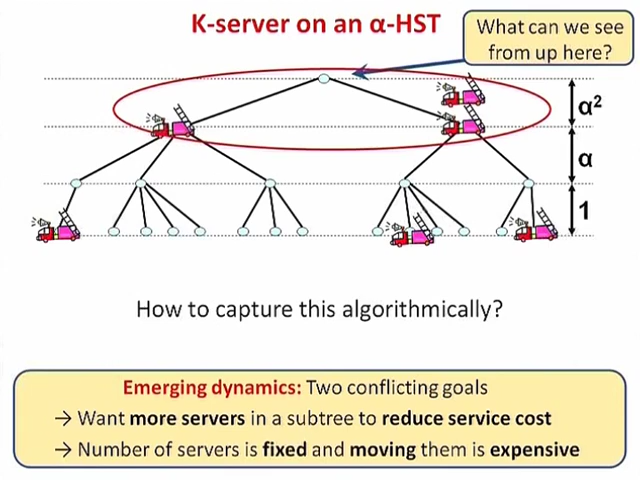 K-server on an α-HST
What can we see
from up here?
α²
α
1
How to capture this algorithmically?
Emerging dynamics: Two conflicting goals
→ Want more servers in a subtree to reduce service cost
→ Number of servers is fixed and moving them is expensive